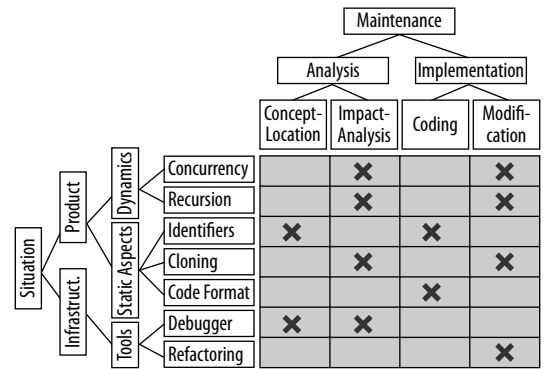 Maintenance
Analysis
Implementation
Concept-
Location
Impact-
Analysis
Coding
Modifi-
cation
Situation
Product
Infrastruct.
Dynamics
Static Aspects
Tools
Concurrency
Recursion
Identifiers
Cloning
Code Format
Debugger
Refactoring